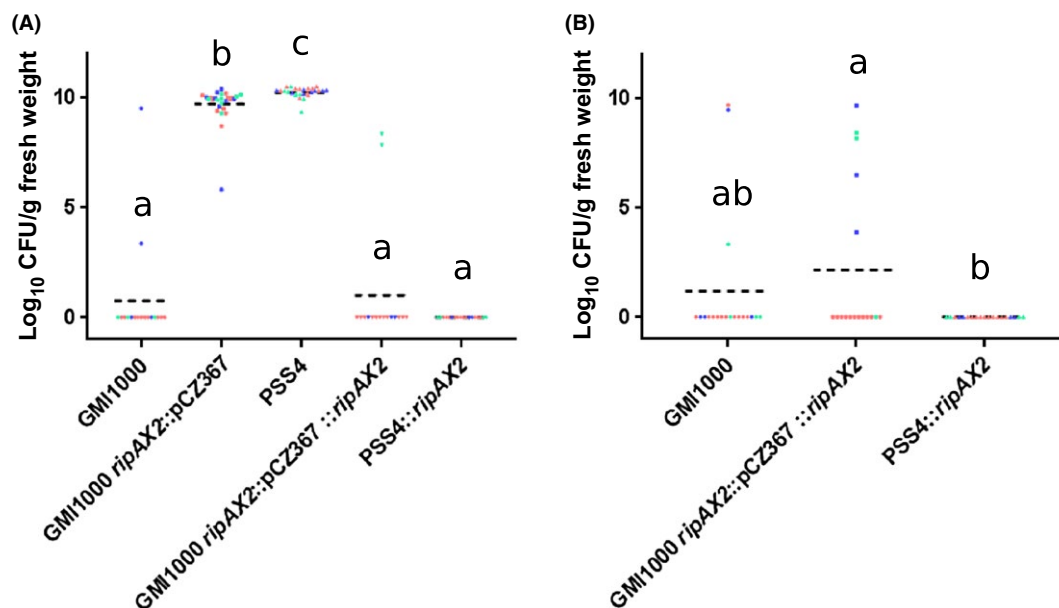 (A)
Log10 CFU/g fresh weight
10
5
0
a
b
c
a
a
GMI1000
GMI1000 ripAX2::pCZ367
PSS4
GMI1000 ripAX2::pCZ367 ::ripAX2
PSS4::ripAX2
(B)
Log10 CFU/g fresh weight
10
5
0
ab
a
b
GMI1000
GMI1000 ripAX2::pCZ367 ::ripAX2
PSS4::ripAX2